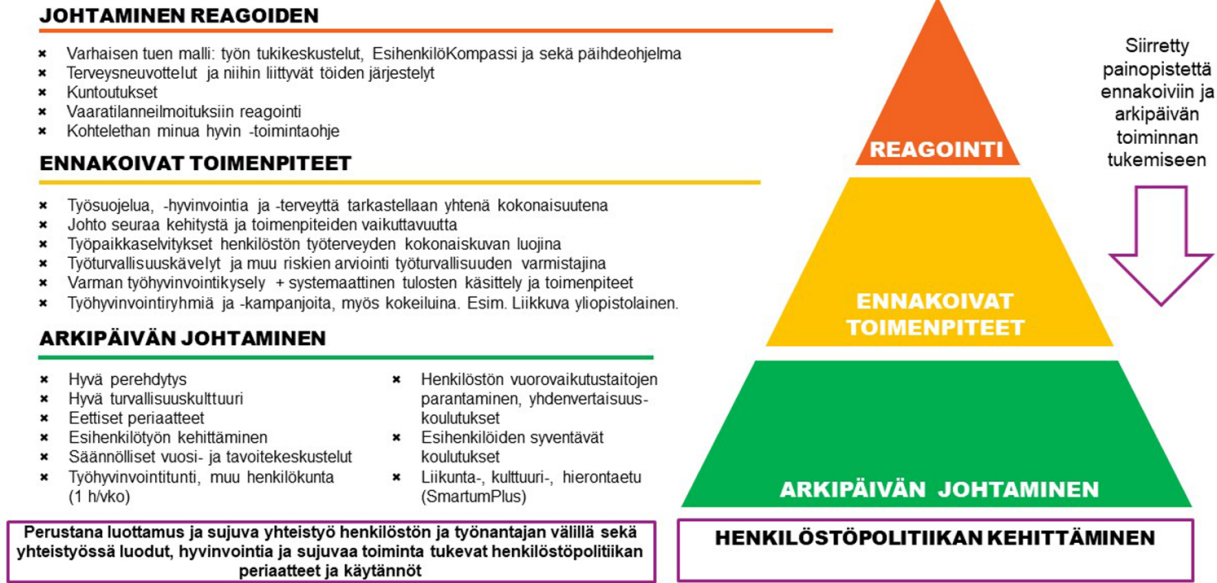 JOHTAMINEN REAGOIDEN
× Varhaisen tuen malli: työn tukikeskustelut, EsihenkilöKompassi ja sekä päihdeohjelma
× Terveysneuvottelut ja niihin liittyvät töiden järjestelyt
× Kuntoutukset
× Vaaratilanneilmoituksiin reagointi
× Kohtelethan minua hyvin -toimintaohje
ENNAKOIVAT TOIMENPITEET
× Työsuojelua, -hyvinvointia ja -terveyttä tarkastellaan yhtenä kokonaisuutena
× Johto seuraa kehitystä ja toimenpiteiden vaikuttavuutta
× Työpaikkaselvitykset henkilöstön työterveyden kokonaiskuvan luojina
× Työturvallisuuskävelyt ja muu riskien arviointi työturvallisuuden varmistajina
× Varman työhyvinvointikysely + systemaattinen tulosten käsittely ja toimenpiteet
× Työhyvinvointiryhmiä ja -kampanjoita, myös kokeiluina. Esim. Liikkuva yliopistolainen.
ARKIPÄIVÄN JOHTAMINEN
× Hyvä perehdytys
× Hyvä turvallisuuskulttuuri
× Eettiset periaatteet
× Esihenkilötyön kehittäminen
× Säännölliset vuosi- ja tavoitekeskustelut
× Työhyvinvointitunti, muu henkilökunta
(1 h/vko)
× Henkilöstön vuorovaikutustaitojen
parantaminen, yhdenvertaisuus-
koulutukset
× Esihenkilöiden syventävät
koulutukset
× Liikunta-, kulttuuri-, hierontaetu
(SmartumPlus)
Perustana luottamus ja sujuva yhteistyö henkilöstön ja työnantajan välillä sekä
yhteistyössä luodut, hyvinvointia ja sujuvaa toiminta tukevat henkilöstöpolitiikan
periaatteet ja käytännöt
REAGOINTI
ENNAKOIVAT
TOIMENPITEET
ARKIPÄIVÄN JOHTAMINEN
HENKILÖSTÖPOLITIIKAN KEHITTÄMINEN
Siirretty
painopistettä
ennakoiviin ja
arkipäivän
toiminnan
tukemiseen